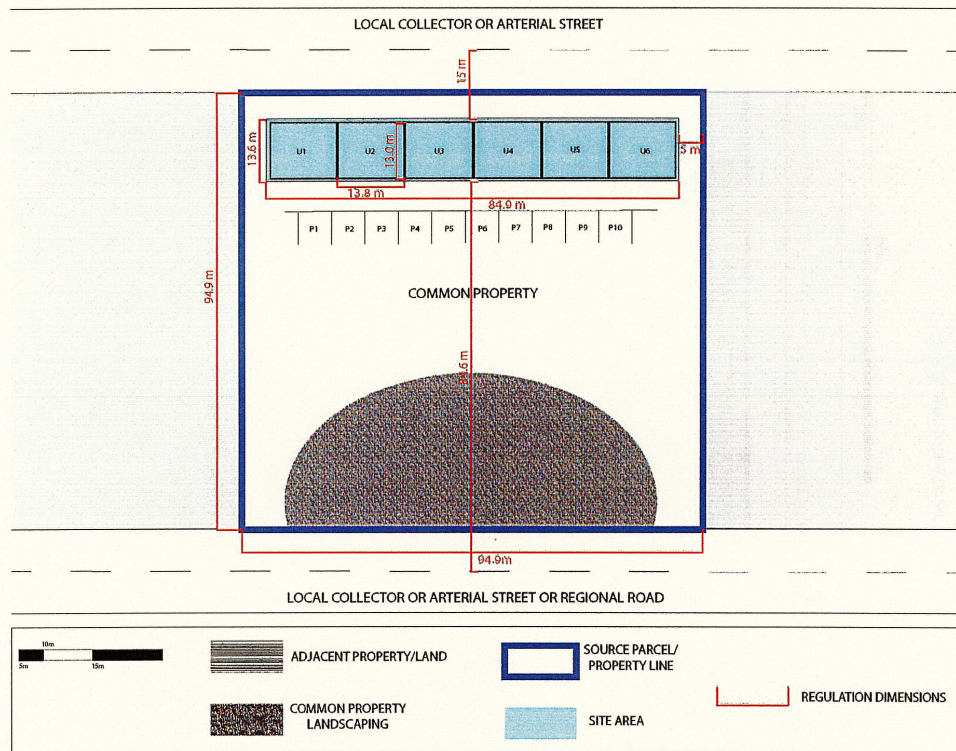 LOCAL COLLECTOR OR ARTERIAL STREET
15 m
13.6 m
U1
U2
13.0 m
U3
U4
U5
U6
5 m
13.8 m
84.9 m
P1
P2
P3
P4
P5
P6
P7
P8
P9
P10
94.9 m
COMMON PROPERTY
94.9m
LOCAL COLLECTOR OR ARTERIAL STREET OR REGIONAL ROAD
10m
5m
15m
ADJACENT PROPERTY/LAND
SOURCE PARCEL/
PROPERTY LINE
COMMON PROPERTY
LANDSCAPING
SITE AREA
REGULATION DIMENSIONS